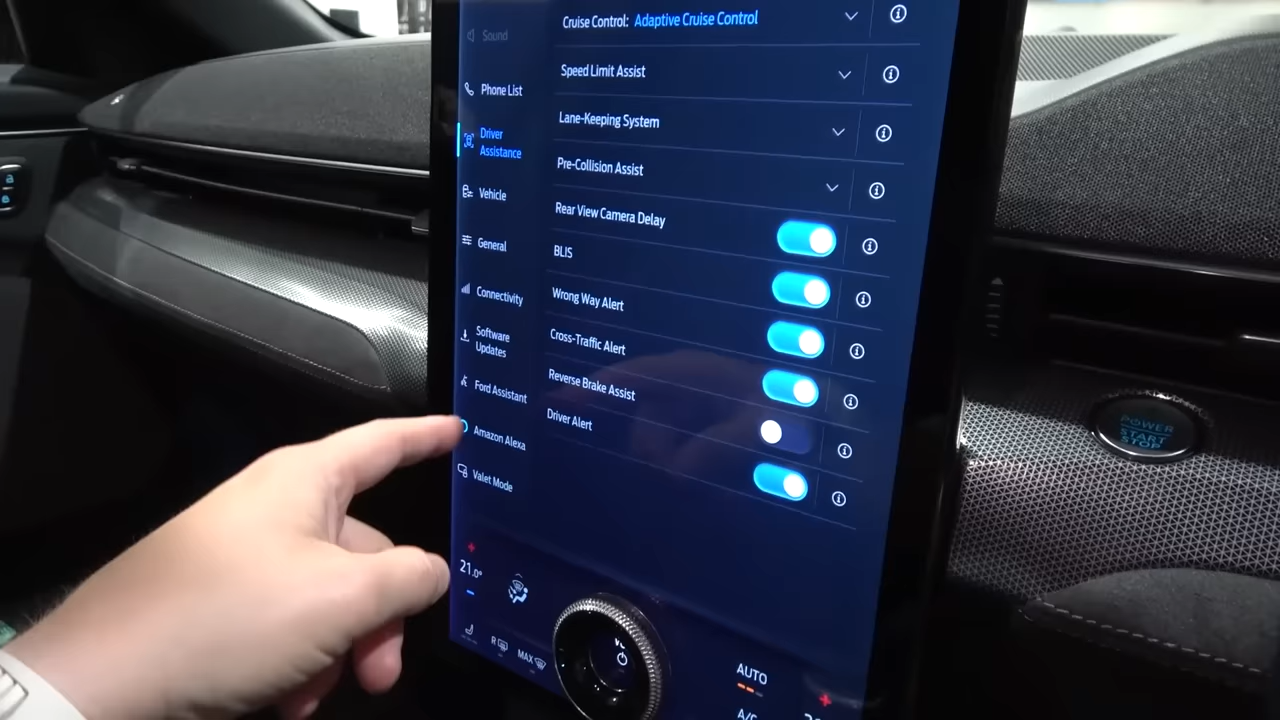 Sound
Phone List
Driver
Assistance
Vehicle
General
Connectivity
Software
Updates
Ford Assistant
Amazon Alexa
Valet Mode
Cruise Control: Adaptive Cruise Control
Speed Limit Assist
Lane-Keeping System
Pre-Collision Assist
Rear View Camera Delay
BLIS
Wrong Way Alert
Cross-Traffic Alert
Reverse Brake Assist
Driver Alert
21.0°
R
MAX
AUTO
POWER
START
STOP